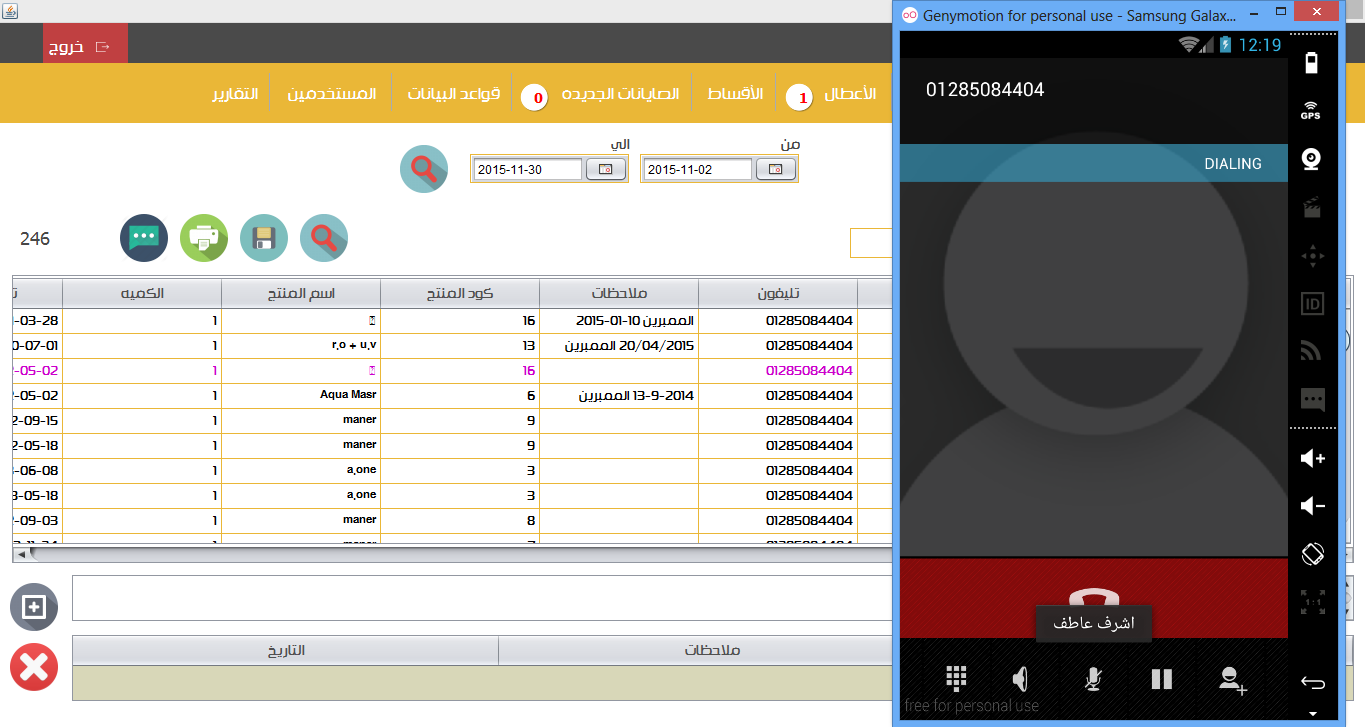 Genymotion for personal use - Samsung Galax...
خروج
الأعطال 1 الأقساط الصايانات الجديده 0 قواعد البيانات المستخدمين التقارير
من الي
2015-11-02 2015-11-30
246
تليفون ملاحظات كود المنتج اسم المنتج الكميه
01285084404 الممبرين 10-01-2015 16 1 03-28
01285084404 20/04/2015 الممبرين 13 r.o + u.v 1 07-01
01285084404 16 1 05-02
01285084404 13-9-2014 الممبرين 6 Aqua Masr 1 05-02
01285084404 9 maner 1 09-15
01285084404 9 maner 1 05-18
01285084404 3 a.one 1 06-08
01285084404 3 a.one 1 05-18
01285084404 8 maner 1 09-03
ملاحظات التاريخ
12:19
01285084404
DIALING
اشرف عاطف
free for personal use
GPS
ID
1:1